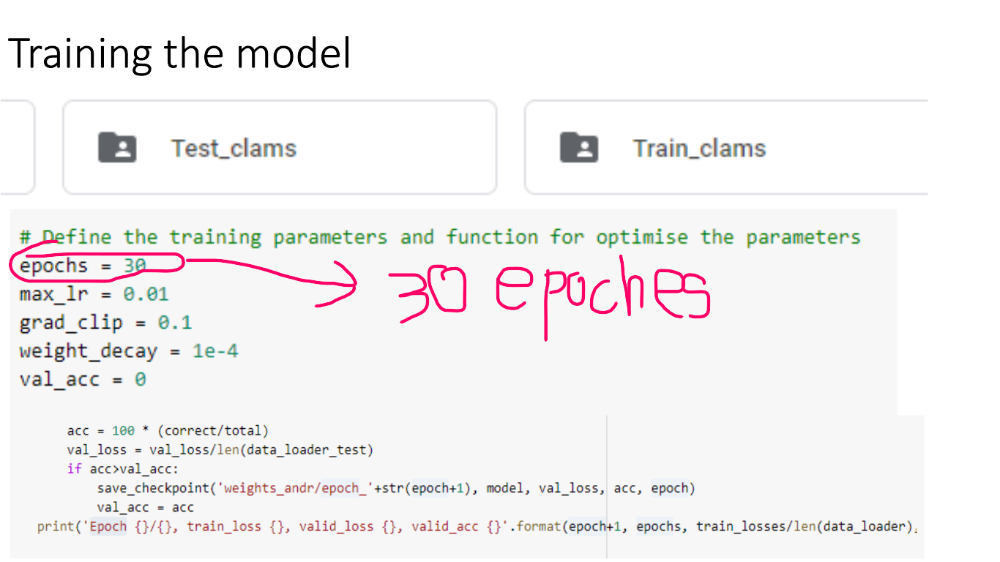 Training the model
Test_clams
Train_clams
# Define the training parameters and function for optimise the parameters
epochs = 30
30 epoches
max_lr = 0.01
grad_clip = 0.1
weight_decay = 1e-4
val_acc = 0
acc = 100 * (correct/total)
val_loss = val_loss/len(data_loader_test)
if acc>val_acc:
save_checkpoint('weights_andr/epoch_'+str(epoch+1), model, val_loss, acc, epoch)
val_acc = acc
print('Epoch {}/{}, train_loss {}, valid_loss {}, valid_acc {}'.format(epoch+1, epochs, train_losses/len(data_loader),